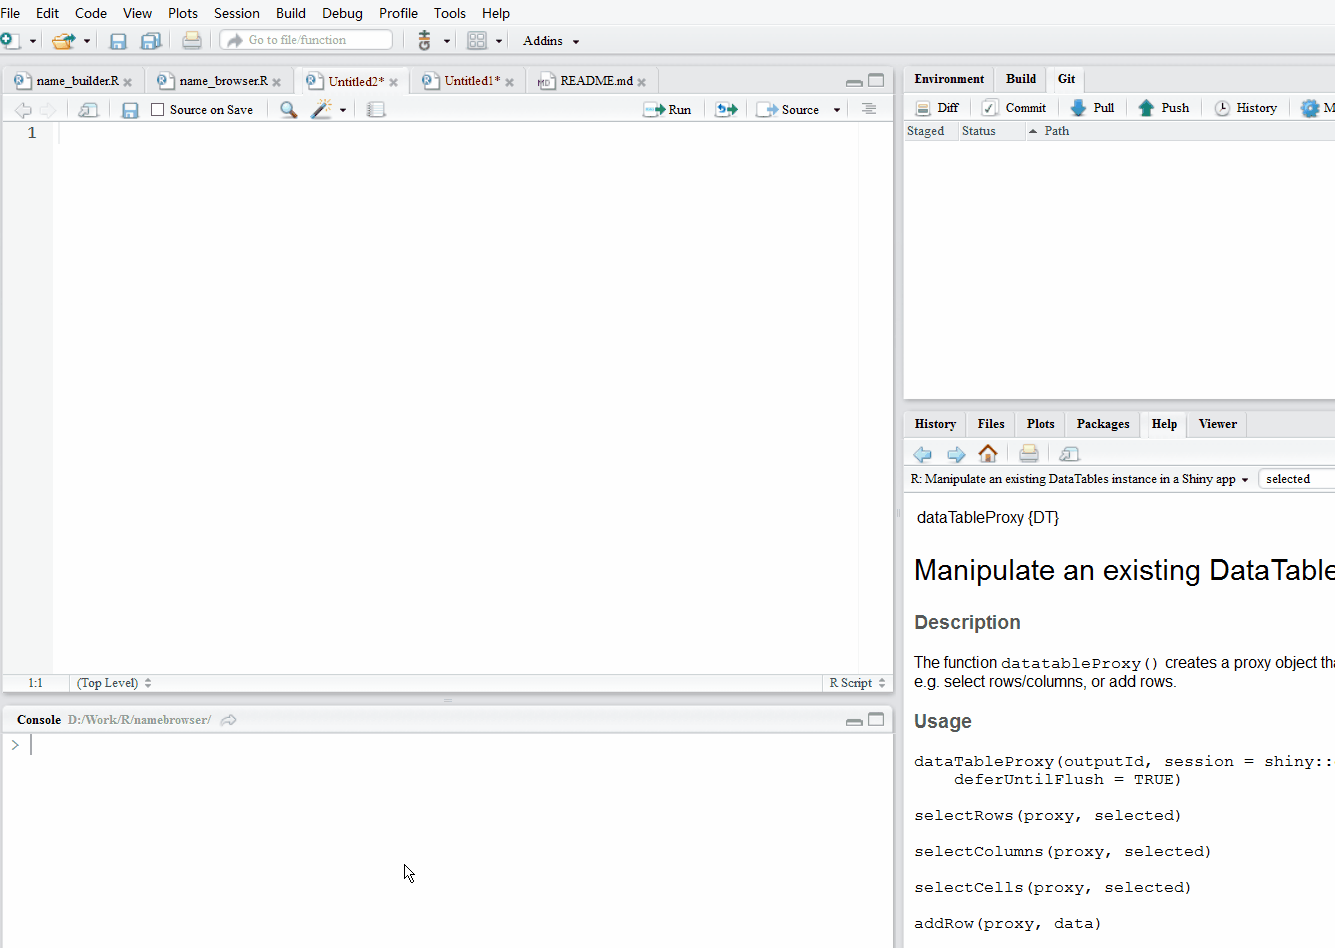 File Edit Code View Plots Session Build Debug Profile Tools Help
Go to file/function Addins
name_builder.R name_browser.R Untitled2* Untitled1* README.md
Source on Save Run Source
1
1:1 (Top Level) R Script
Console D:/Work/R/namebrowser/
>
Environment Build Git
Diff Commit Pull Push History M
Staged Status Path
History Files Plots Packages Help Viewer
R: Manipulate an existing DataTables instance in a Shiny app selected
dataTableProxy {DT}
Manipulate an existing DataTable
Description
The function datatableProxy() creates a proxy object tha
e.g. select rows/columns, or add rows.
Usage
dataTableProxy(outputId, session = shiny::
deferUntilFlush = TRUE)
selectRows(proxy, selected)
selectColumns(proxy, selected)
selectCells(proxy, selected)
addRow(proxy, data)